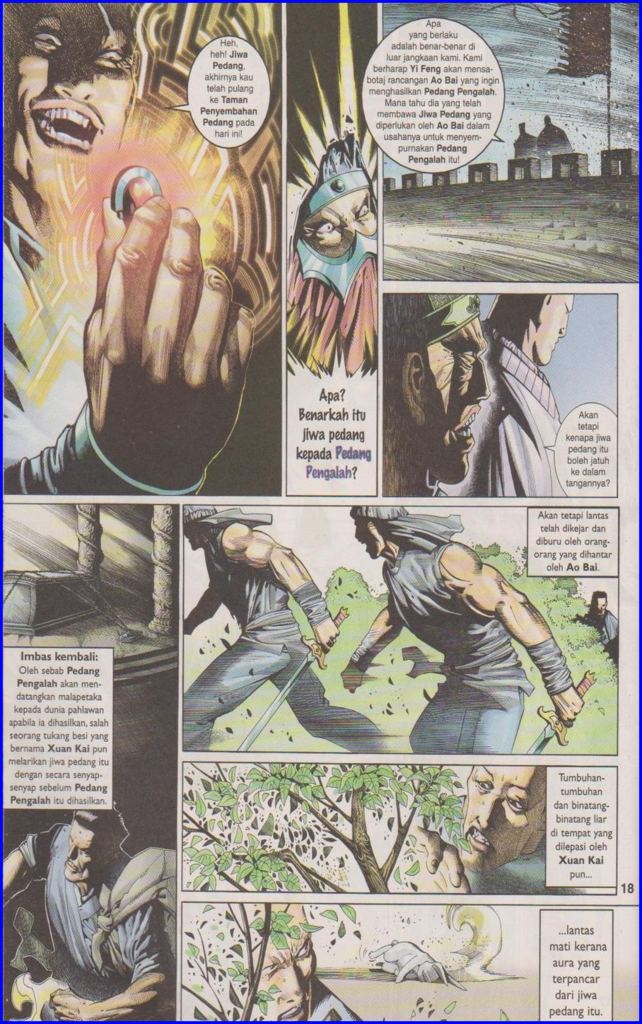 Heh,
heh! Jiwa
Pedang,
akhirnya kau
telah pulang
ke Taman
Penyembahan
Pedang pada
hari ini!
Apa?
Benarkah itu
jiwa pedang
kepada Pedang
Pengalah?
Apa
yang berlaku
adalah benar-benar di
luar jangkaan kami. Kami
berharap Yi Feng akan mensa-
botaj rancangan Ao Bai yang ingin
menghasilkan Pedang Pengalah.
Mana tahu dia yang telah
membawa Jiwa Pedang yang
diperlukan oleh Ao Bai dalam
usahanya untuk menyem-
purnakan Pedang
Pengalah itu!
Akan
tetapi
kenapa jiwa
pedang itu
boleh jatuh
ke dalam
tangannya?
Imbas kembali:
Oleh sebab Pedang
Pengalah akan men-
datangkan malapetaka
kepada dunia pahlawan
apabila ia dihasilkan, salah
seorang tukang besi yang
bernama Xuan Kai pun
melarikan jiwa pedang itu
dengan secara senyap-
senyap sebelum Pedang
Pengalah itu dihasilkan.
Akan tetapi lantas
telah dikejar dan
diburu oleh orang-
orang yang dihantar
oleh Ao Bai.
Tumbuhan-
tumbuhan
dan binatang-
binatang liar
di tempat yang
dilepasi oleh
Xuan Kai
pun...
18
...lantas
mati kerana
aura yang
terpancar
dari jiwa
pedang itu.